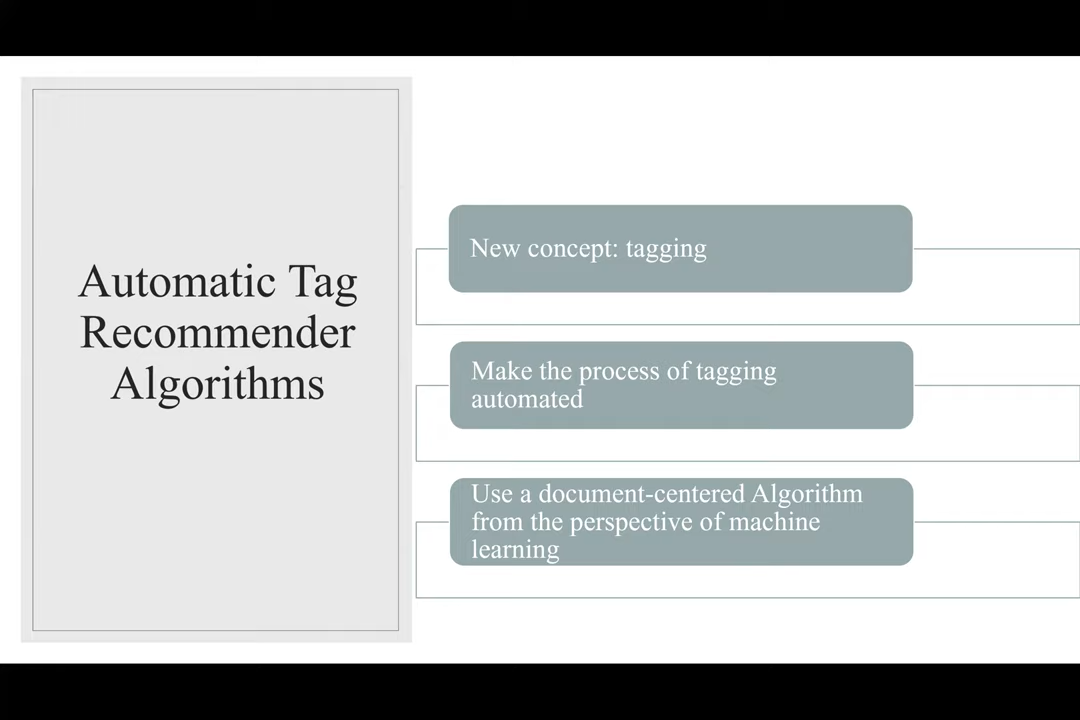 Automatic Tag
Recommender
Algorithms
New concept: tagging
Make the process of tagging
automated
Use a document-centered Algorithm
from the perspective of machine
learning